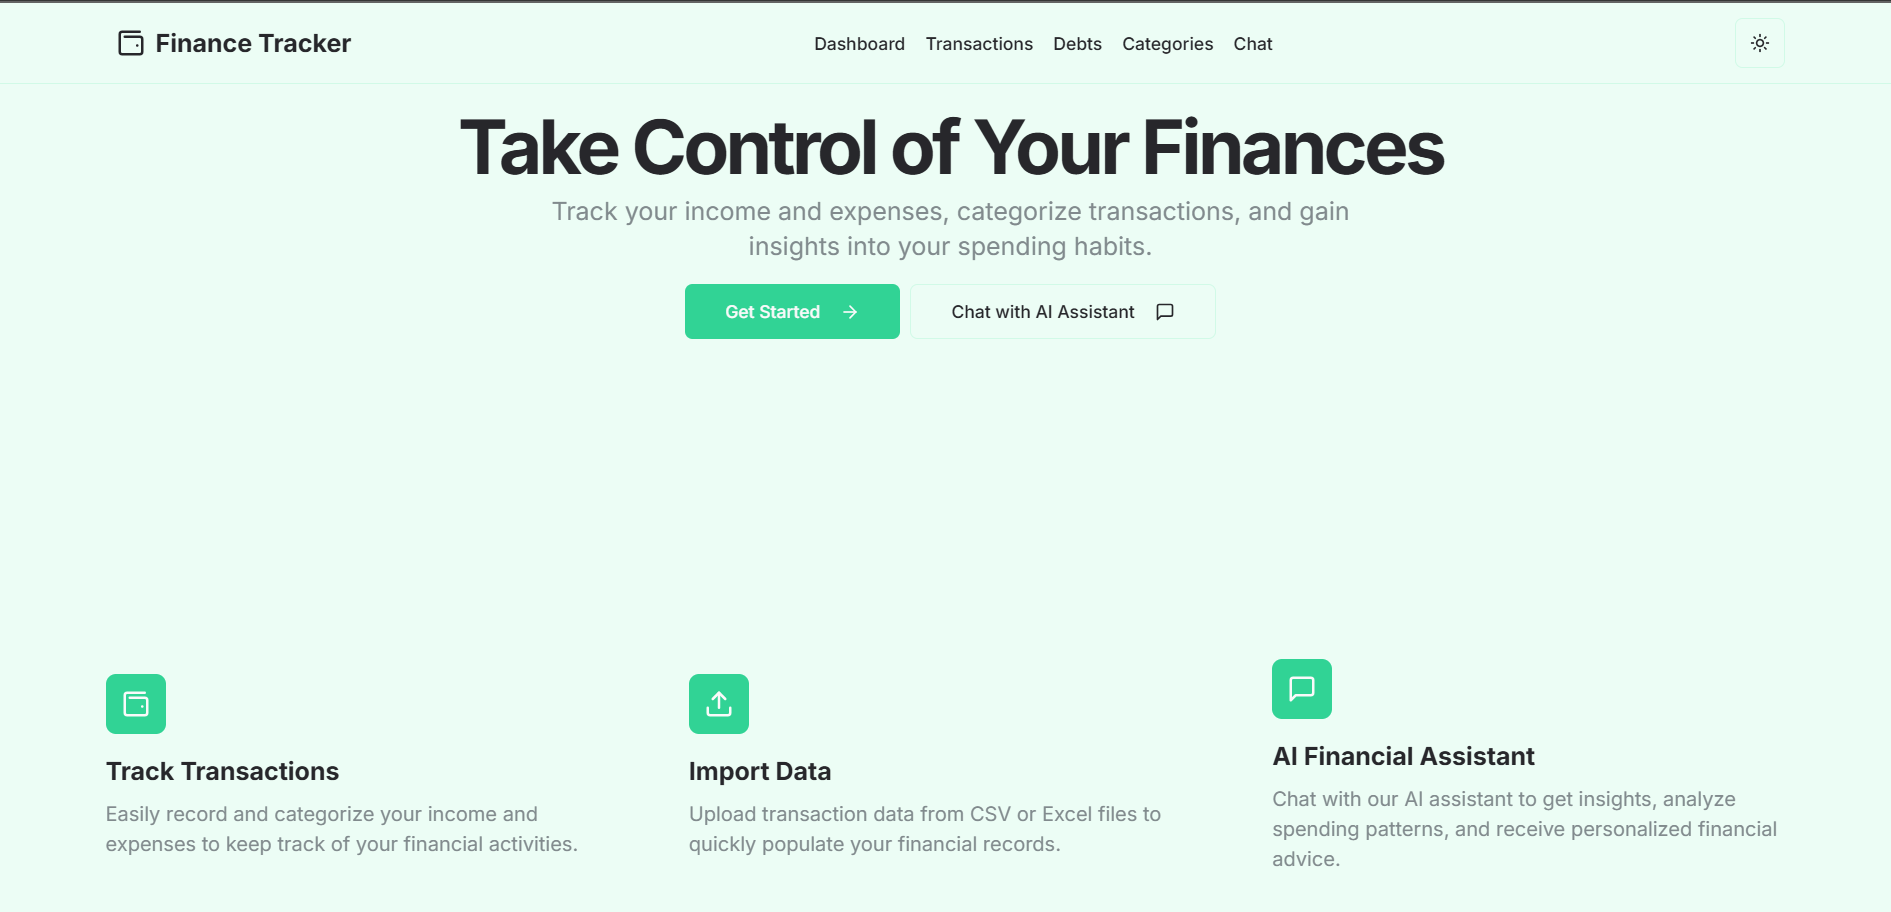 Finance Tracker
Dashboard Transactions Debts Categories Chat
Take Control of Your Finances
Track your income and expenses, categorize transactions, and gain
insights into your spending habits.
Get Started
Chat with AI Assistant
Track Transactions
Easily record and categorize your income and
expenses to keep track of your financial activities.
Import Data
Upload transaction data from CSV or Excel files to
quickly populate your financial records.
AI Financial Assistant
Chat with our AI assistant to get insights, analyze
spending patterns, and receive personalized financial
advice.